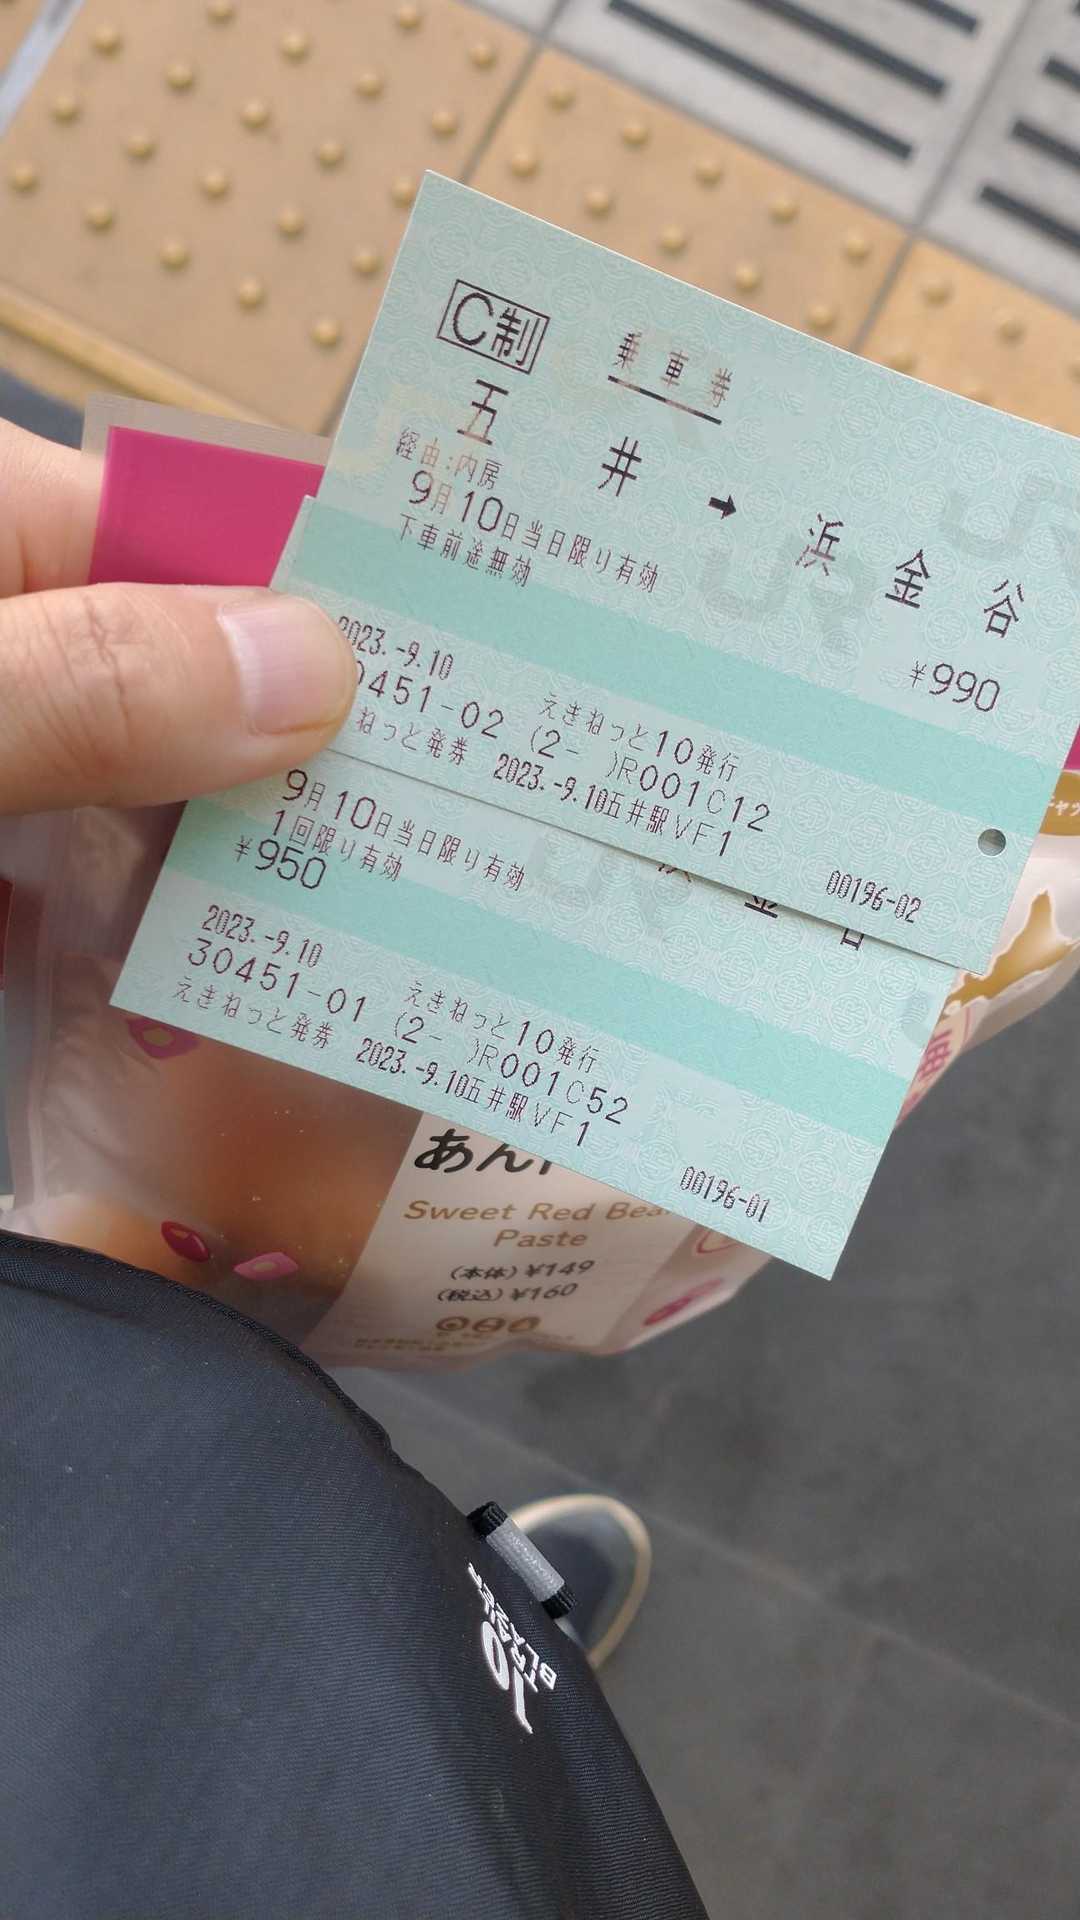 C制 乗車券
五井 → 浜金谷
経由:内房
9月10日当日限り有効
下車前途無効
¥990
2023.-9.10 えきねっと10発行
0451-02 (2- )R001C12
ねっと発券 2023.-9.10五井駅VF1
00196-02
9月10日当日限り有効
1回限り有効
¥950
2023.-9.10 えきねっと10発行
30451-01 (2- )R001C52
えきねっと発券 2023.-9.10五井駅VF1
00196-01
あん
Sweet Red Bea
Paste
(本体)¥149
(税込)¥160
10
TRAIL
BLAZER